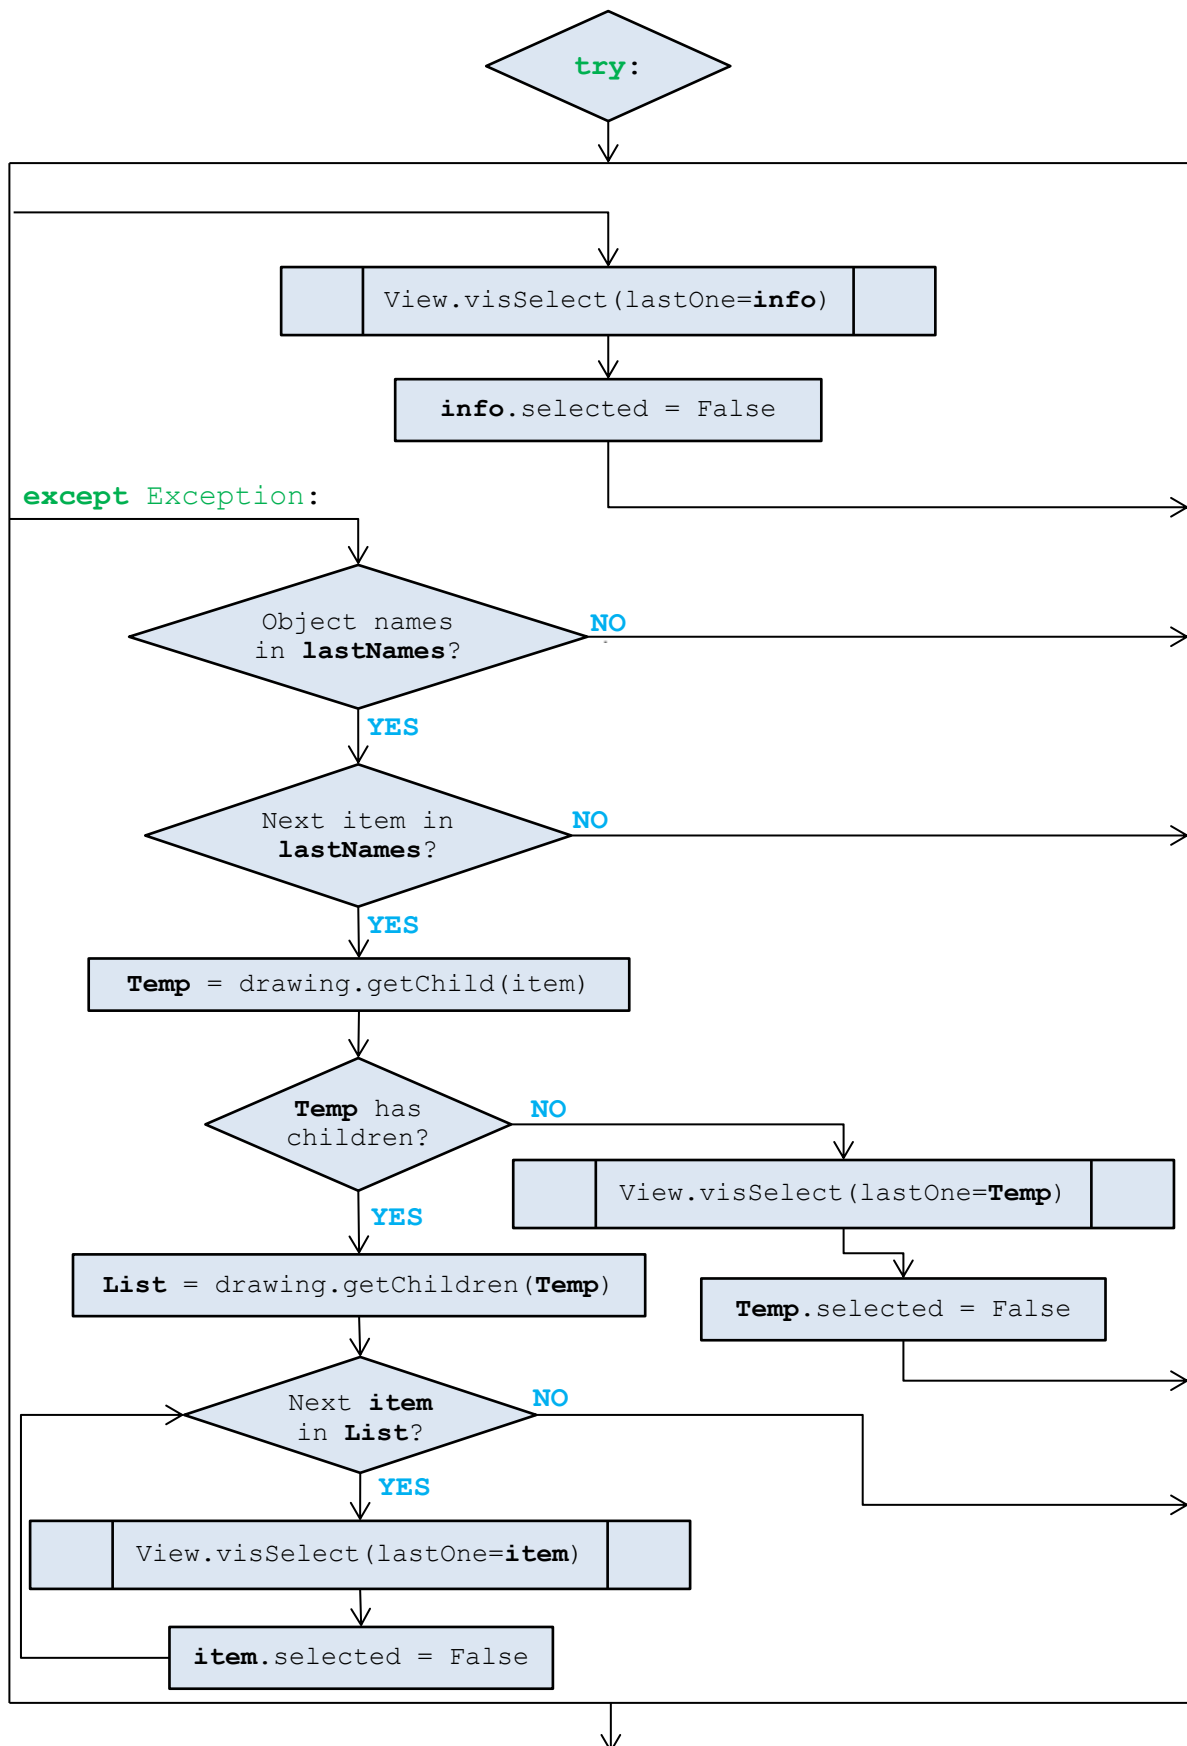 try:
View.visSelect(lastOne=info)
info.selected = False
except Exception:
Object names
in lastNames?
NO
YES
Next item in
lastNames?
NO
YES
Temp = drawing.getChild(item)
Temp has
children?
NO
YES
View.visSelect(lastOne=Temp)
List = drawing.getChildren(Temp)
Temp.selected = False
Next item
in List?
NO
YES
View.visSelect(lastOne=item)
item.selected = False